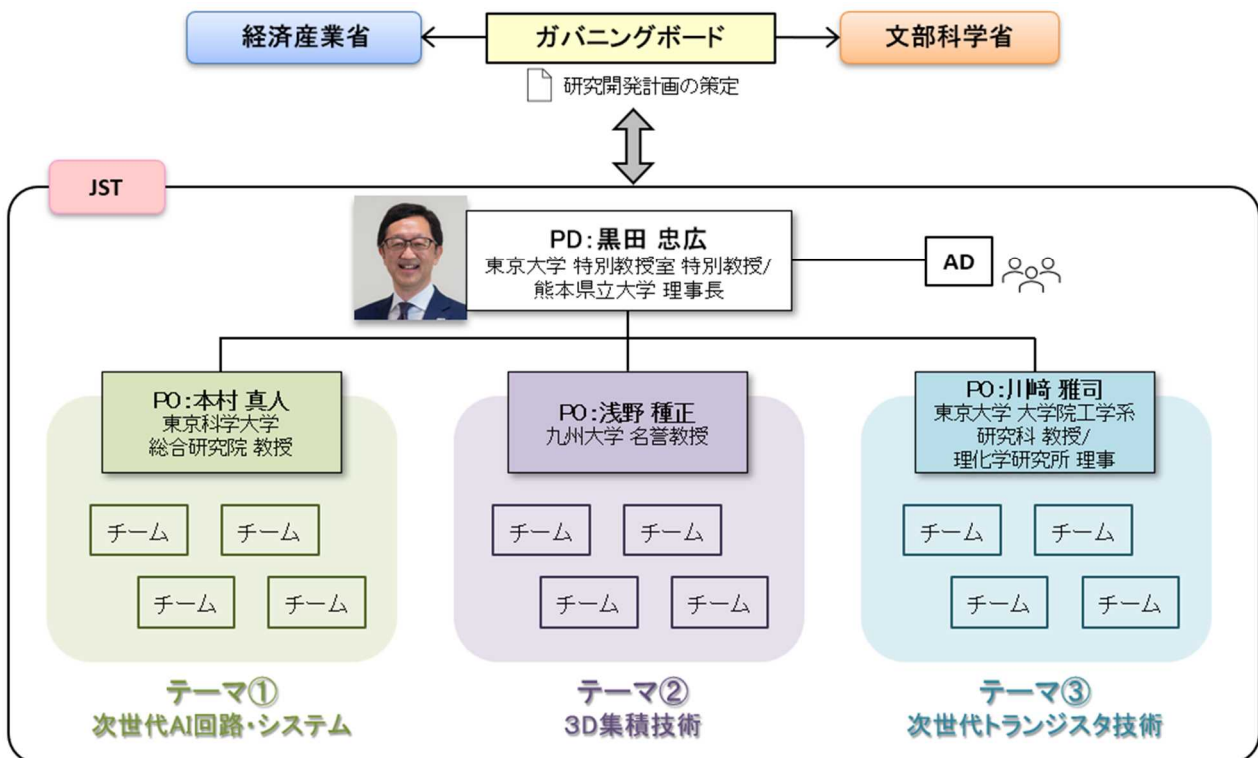 経済産業省
ガバニングボード
文部科学省
研究開発計画の策定
JST
PD:黒田 忠広
東京大学 特別教授室 特別教授/
熊本県立大学 理事長
AD
PO:本村 真人
東京科学大学
総合研究院 教授
PO:浅野 種正
九州大学 名誉教授
PO:川﨑 雅司
東京大学 大学院工学系
研究科 教授/
理化学研究所 理事
チーム
チーム
チーム
チーム
チーム
チーム
チーム
チーム
チーム
チーム
チーム
チーム
テーマ①
次世代AI回路・システム
テーマ②
3D集積技術
テーマ③
次世代トランジスタ技術